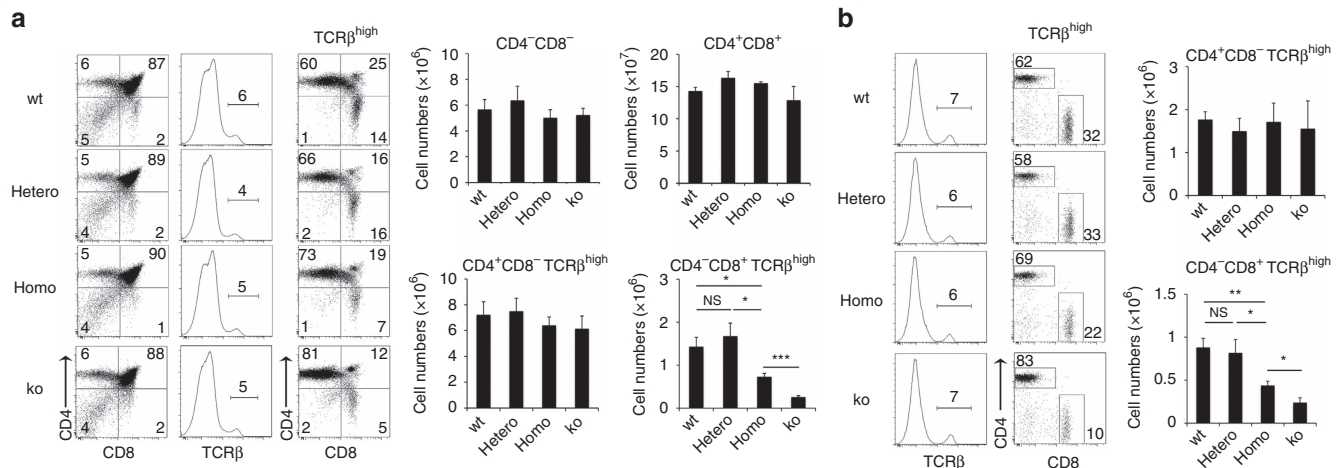 a
TCRβhigh
wt
6 87
5 2
6
60 25
1 14
Hetero
5 89
4 2
4
66 16
2 16
Homo
5 90
4 1
5
73 19
1 7
ko
6 88
4 2
5
81 12
2 5
CD4
CD8
TCRβ
CD4
CD8
CD4−CD8−
Cell numbers (×10⁶)
10
8
6
4
2
0
wt Hetero Homo ko
CD4+CD8+
Cell numbers (×10⁷)
20
15
10
5
0
wt Hetero Homo ko
CD4+CD8− TCRβhigh
Cell numbers (×10⁶)
10
8
6
4
2
0
wt Hetero Homo ko
CD4−CD8+ TCRβhigh
Cell numbers (×10⁶)
3
2
1
0
*
NS *
***
wt Hetero Homo ko
b
TCRβhigh
wt
7
62
32
Hetero
6
58
33
Homo
6
69
22
ko
7
83
10
TCRβ
CD4
CD8
CD4+CD8− TCRβhigh
Cell numbers (×10⁶)
3
2
1
0
wt Hetero Homo ko
CD4−CD8+ TCRβhigh
Cell numbers (×10⁶)
1.5
1
0.5
0
**
NS *
*
wt Hetero Homo ko